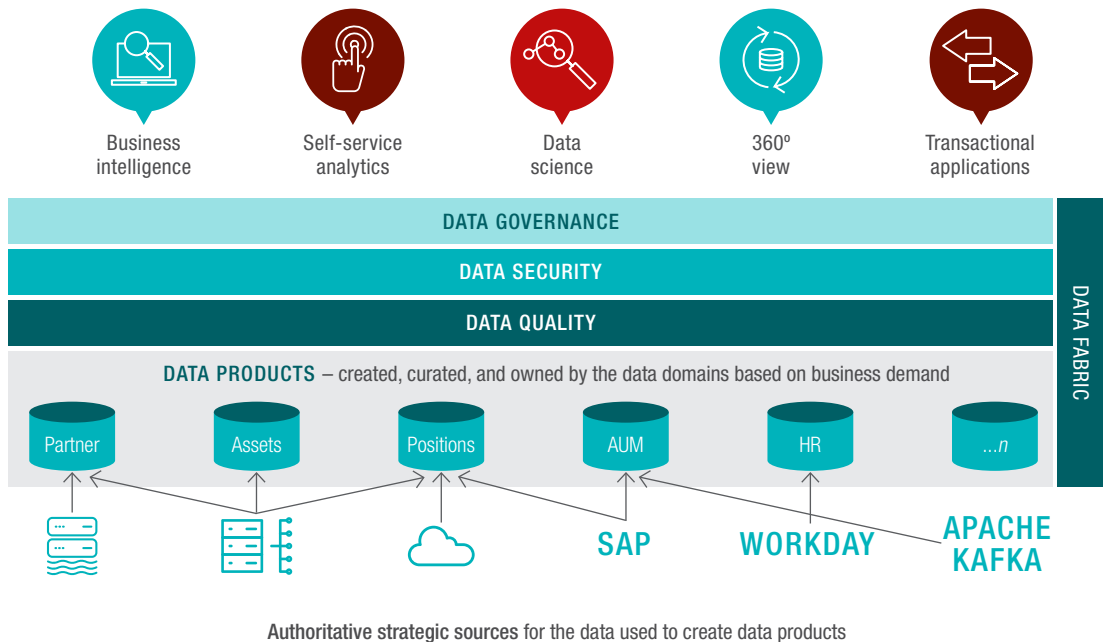 Business
intelligence
Self-service
analytics
Data
science
360º
view
Transactional
applications
DATA GOVERNANCE
DATA SECURITY
DATA QUALITY
DATA FABRIC
DATA PRODUCTS – created, curated, and owned by the data domains based on business demand
Partner
Assets
Positions
AUM
HR
...n
SAP
WORKDAY
APACHE
KAFKA
Authoritative strategic sources for the data used to create data products